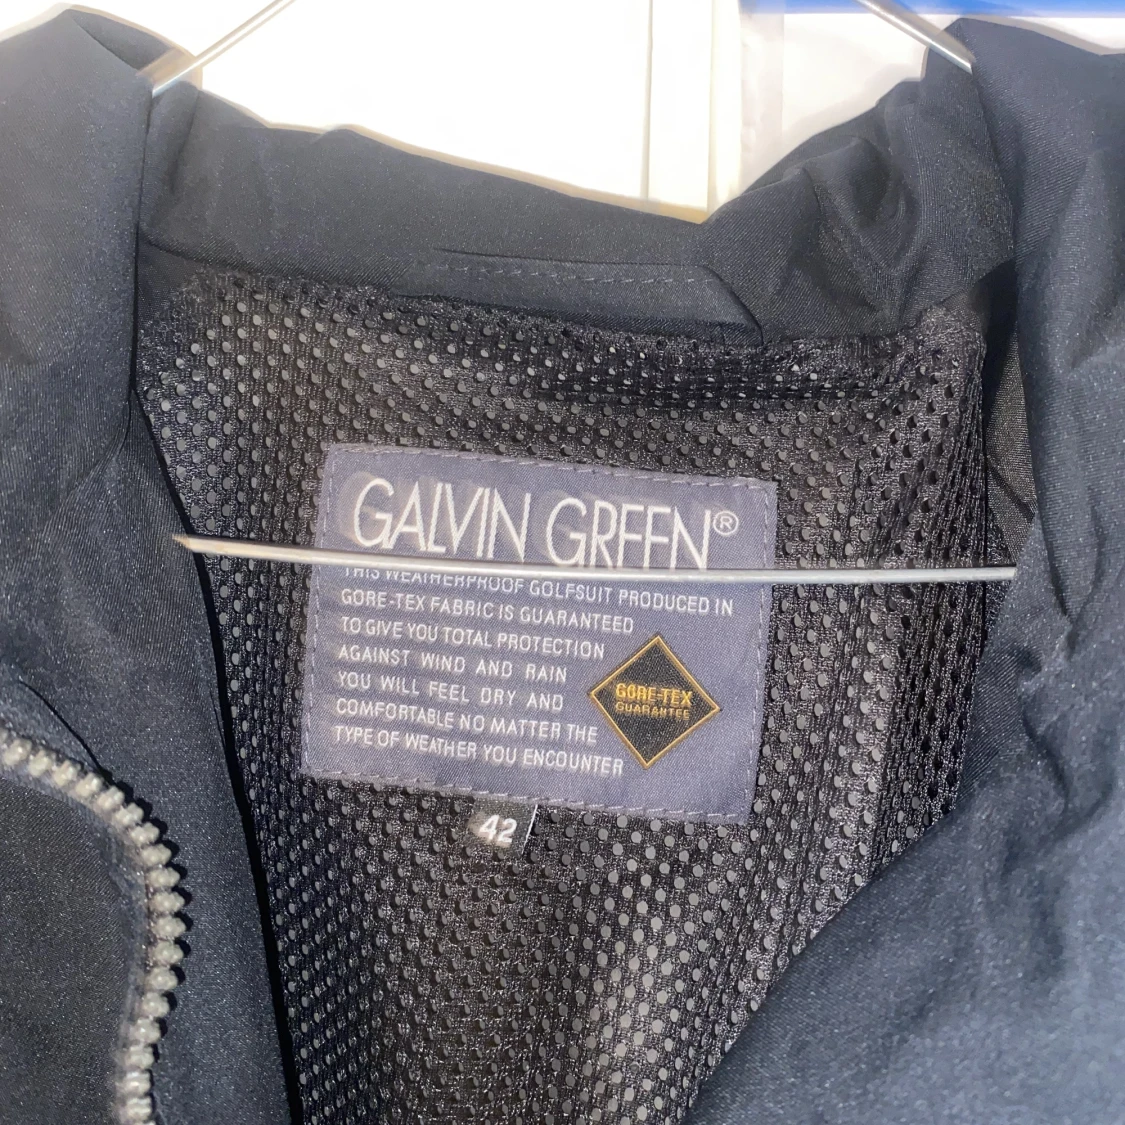 GALVIN GREEN®
THIS WEATHERPROOF GOLFSUIT PRODUCED IN
GORE-TEX FABRIC IS GUARANTEED
TO GIVE YOU TOTAL PROTECTION
AGAINST WIND AND RAIN
YOU WILL FEEL DRY AND
COMFORTABLE NO MATTER THE
TYPE OF WEATHER YOU ENCOUNTER
GORE-TEX
GUARANTEE
42